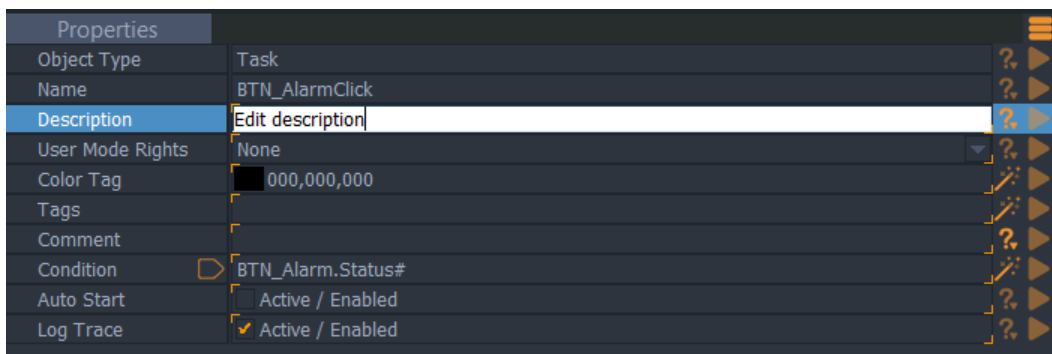 Properties
Object Type Task
Name BTN_AlarmClick
Description Edit description
User Mode Rights None
Color Tag 000,000,000
Tags
Comment
Condition BTN_Alarm.Status#
Auto Start Active / Enabled
Log Trace Active / Enabled